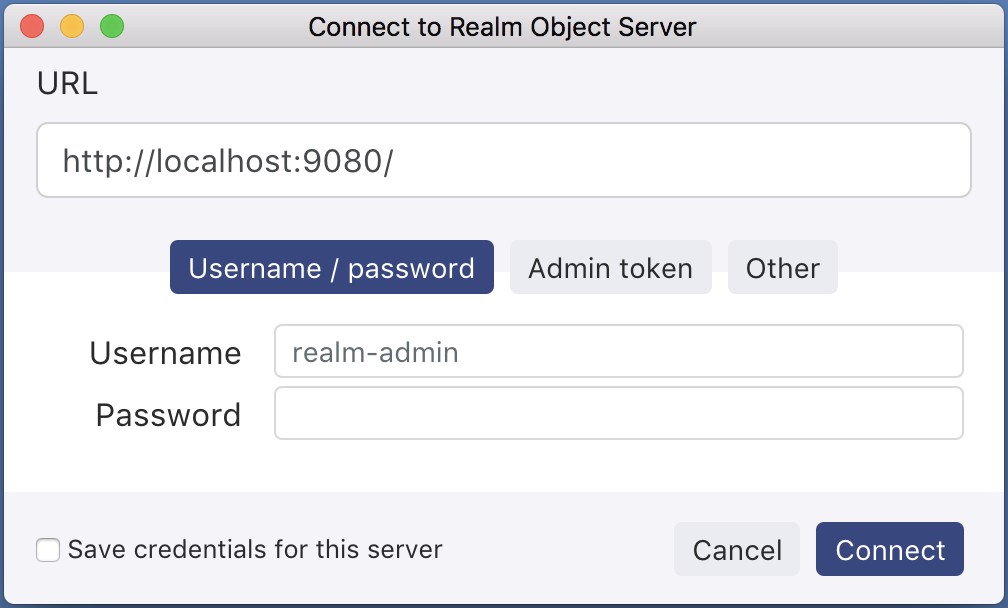 Connect to Realm Object Server
URL
http://localhost:9080/
Username / password Admin token Other
Username realm-admin
Password
Save credentials for this server Cancel Connect